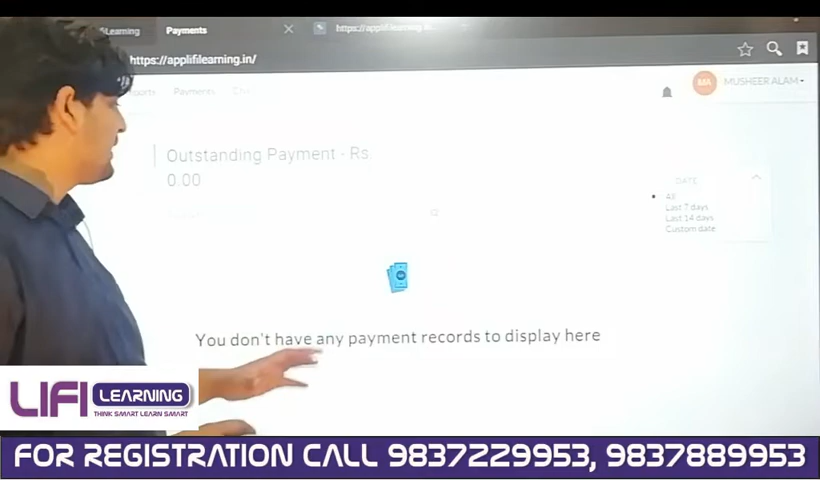 Learning
Payments
https://applifilearning.in/
Payments
MUSHEER ALAM
MA
Outstanding Payment - Rs
0.00
DATE
All
Last 7 days
Last 14 days
Custom date
You don't have any payment records to display here
LIFI LEARNING
THINK SMART LEARN SMART
FOR REGISTRATION CALL 9837229953, 9837889953